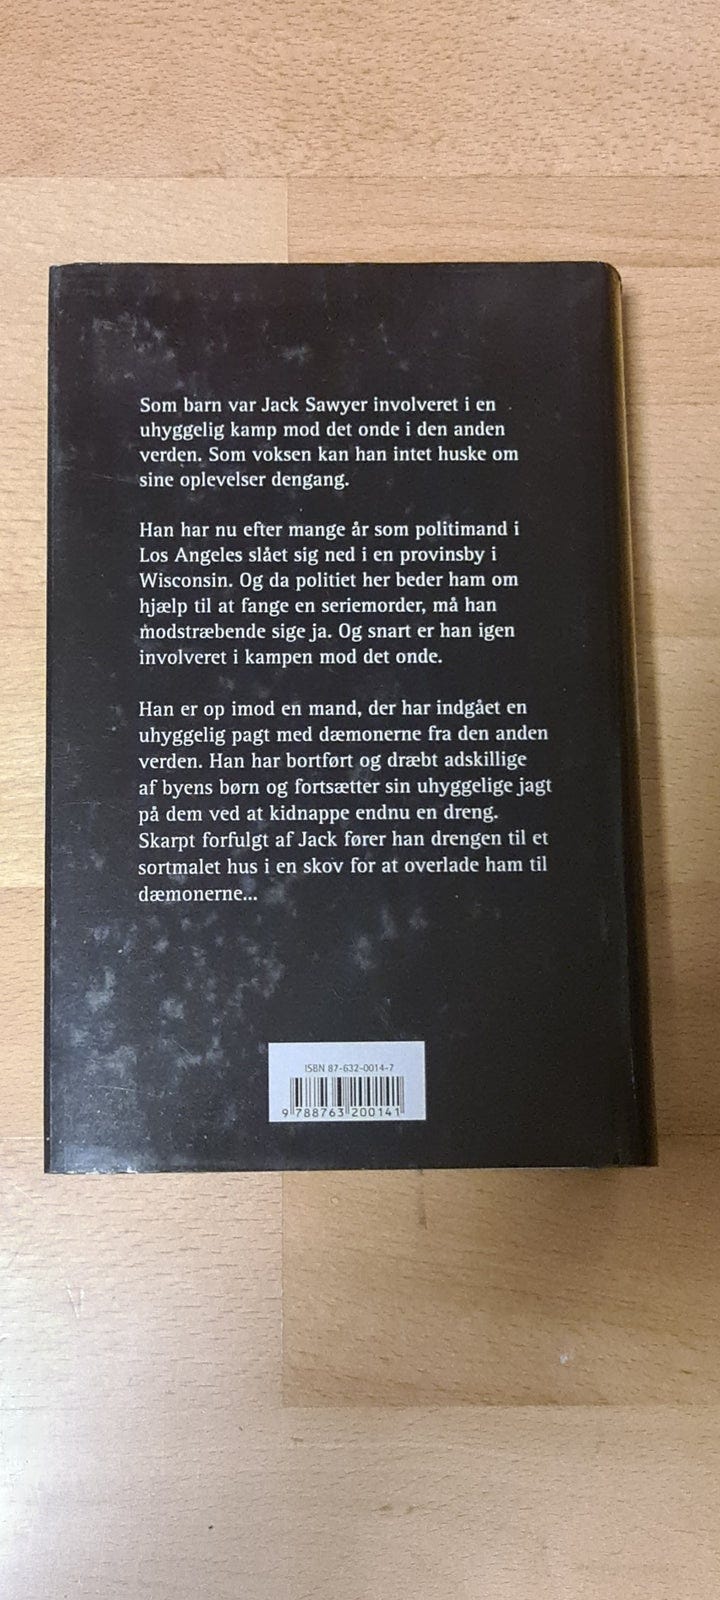 Som barn var Jack Sawyer involveret i en
uhyggelig kamp mod det onde i den anden
verden. Som voksen kan han intet huske om
sine oplevelser dengang.
Han har nu efter mange år som politimand i
Los Angeles slået sig ned i en provinsby i
Wisconsin. Og da politiet her beder ham om
hjælp til at fange en seriemorder, må han
modstræbende sige ja. Og snart er han igen
involveret i kampen mod det onde.
Han er op imod en mand, der har indgået en
uhyggelig pagt med dæmonerne fra den anden
verden. Han har bortført og dræbt adskillige
af byens børn og fortsætter sin uhyggelige jagt
på dem ved at kidnappe endnu en dreng.
Skarpt forfulgt af Jack fører han drengen til et
sortmalet hus i en skov for at overlade ham til
dæmonerne...
ISBN 87-632-0014-7
9 788763 200141